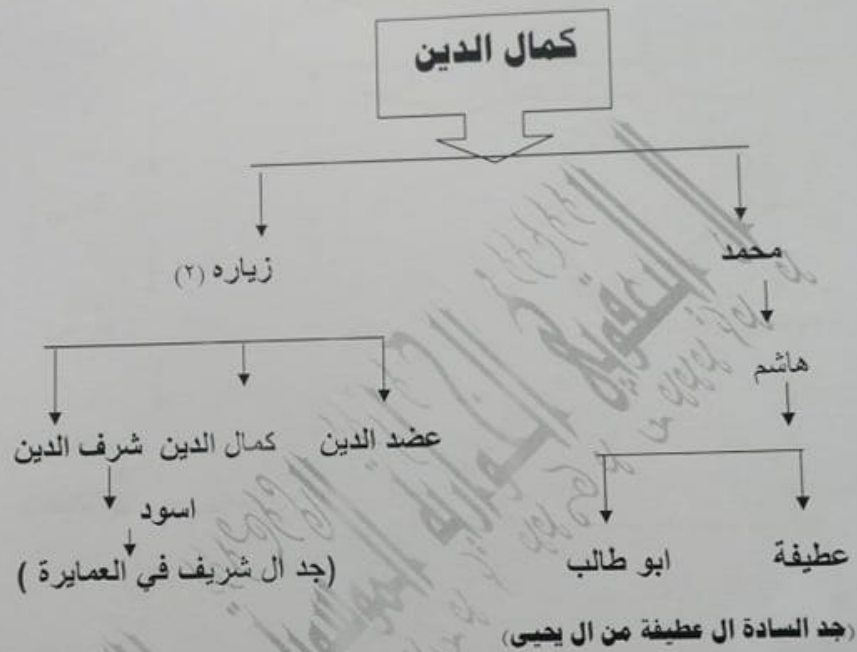 كمال الدين
محمد
زياره (٢)
هاشم
عضد الدين
كمال الدين
شرف الدين
اسود
عطيفة
ابو طالب
(جد ال شريف في العمايرة)
(جد السادة ال عطيفة من ال يحيى)